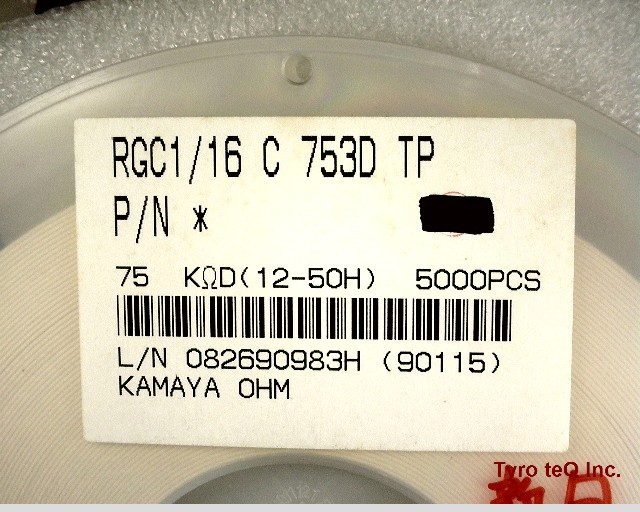 RGC1/16 C 753D TP
P/N *
75 KΩD(12-50H) 5000PCS
L/N 082690983H (90115)
KAMAYA OHM
Tyro teQ Inc.